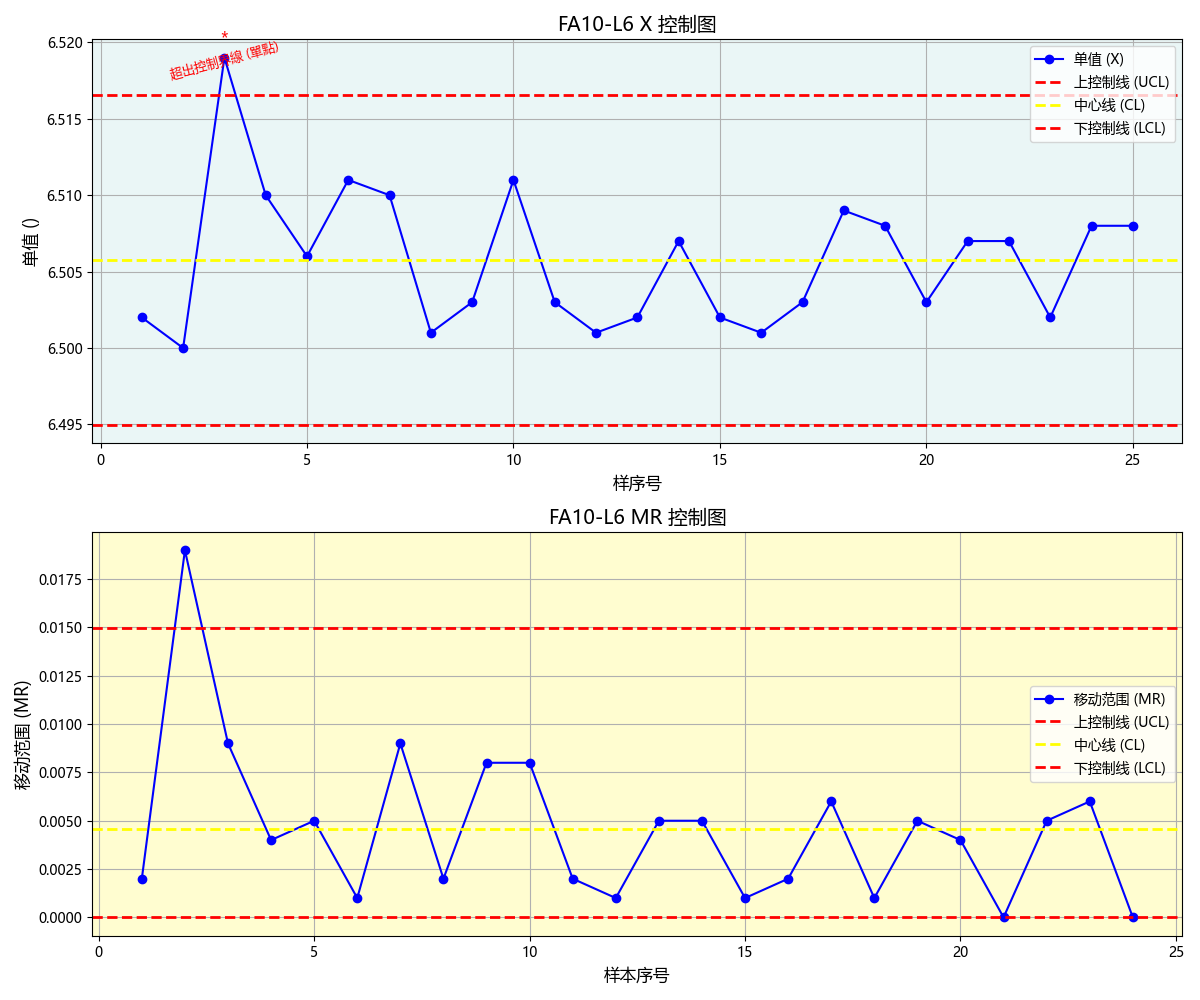 FA10-L6 X 控制图
*
超出控制 線 (單點)
6.520
6.515
6.510
6.505
6.500
6.495
单值 ()
单值 (X)
上控制线 (UCL)
中心线 (CL)
下控制线 (LCL)
0 5 10 15 20 25
样序号
FA10-L6 MR 控制图
0.0175
0.0150
0.0125
0.0100
0.0075
0.0050
0.0025
0.0000
移动范围 (MR)
移动范围 (MR)
上控制线 (UCL)
中心线 (CL)
下控制线 (LCL)
0 5 10 15 20 25
样本序号